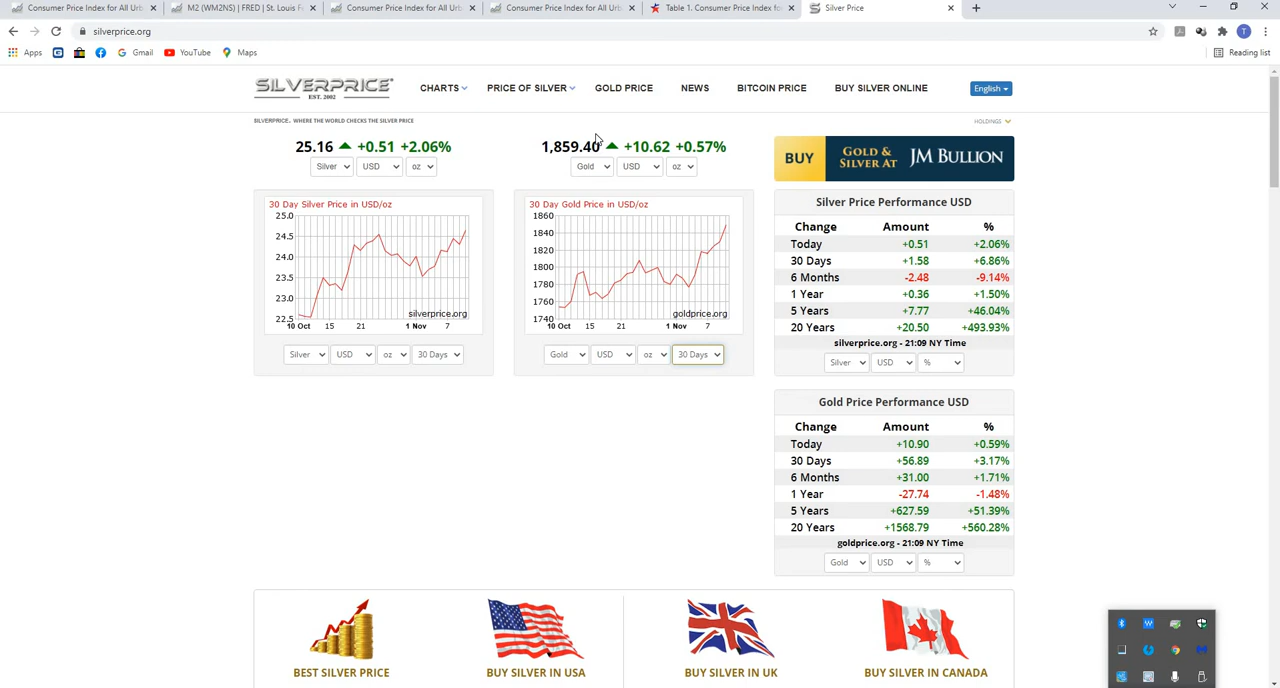 Consumer Price Index for All Urb
M2 (WM2NS) | FRED | St. Louis F
Consumer Price Index for All Urb
Consumer Price Index for All Urb
Table 1. Consumer Price Index fo
Silver Price
silverprice.org
Apps
Gmail
YouTube
Maps
Reading list
SILVERPRICE
EST. 2002
CHARTS
PRICE OF SILVER
GOLD PRICE
NEWS
BITCOIN PRICE
BUY SILVER ONLINE
English
SILVERPRICE. WHERE THE WORLD CHECKS THE SILVER PRICE
HOLDINGS
25.16 +0.51 +2.06%
Silver USD oz
30 Day Silver Price in USD/oz
25.0
24.5
24.0
23.5
23.0
22.5
silverprice.org
10 Oct 15 21 1 Nov 7
Silver USD oz 30 Days
1,859.40 +10.62 +0.57%
Gold USD oz
30 Day Gold Price in USD/oz
1860
1840
1820
1800
1780
1760
1740
goldprice.org
10 Oct 15 21 1 Nov 7
Gold USD oz 30 Days
BUY GOLD & SILVER AT JM BULLION
Silver Price Performance USD
Change Amount %
Today +0.51 +2.06%
30 Days +1.58 +6.86%
6 Months -2.48 -9.14%
1 Year +0.36 +1.50%
5 Years +7.77 +46.04%
20 Years +20.50 +493.93%
silverprice.org - 21:09 NY Time
Silver USD %
Gold Price Performance USD
Change Amount %
Today +10.90 +0.59%
30 Days +56.89 +3.17%
6 Months +31.00 +1.71%
1 Year -27.74 -1.48%
5 Years +627.59 +51.39%
20 Years +1568.79 +560.28%
goldprice.org - 21:09 NY Time
Gold USD %
BEST SILVER PRICE
BUY SILVER IN USA
BUY SILVER IN UK
BUY SILVER IN CANADA